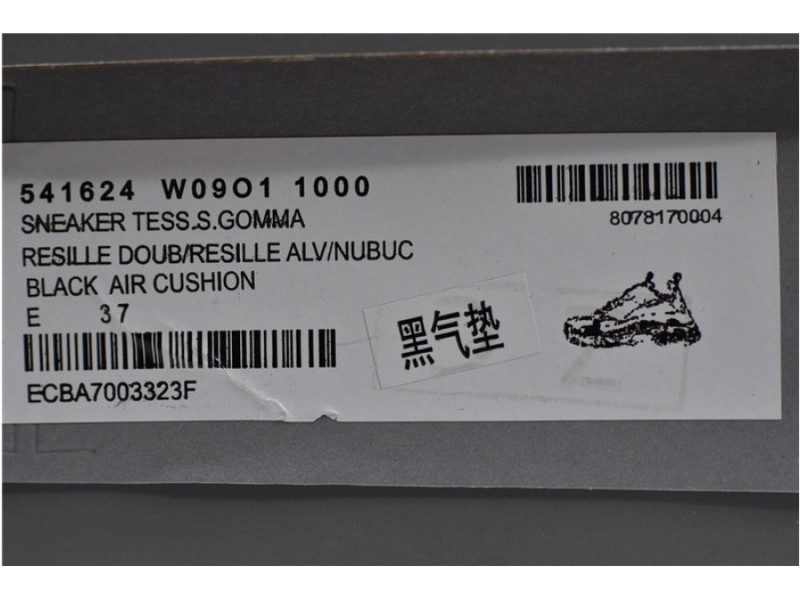 541624 W09O1 1000
SNEAKER TESS.S.GOMMA
RESILLE DOUB/RESILLE ALV/NUBUC
BLACK AIR CUSHION
E 37
ECBA7003323F
8078170004
黑气垫